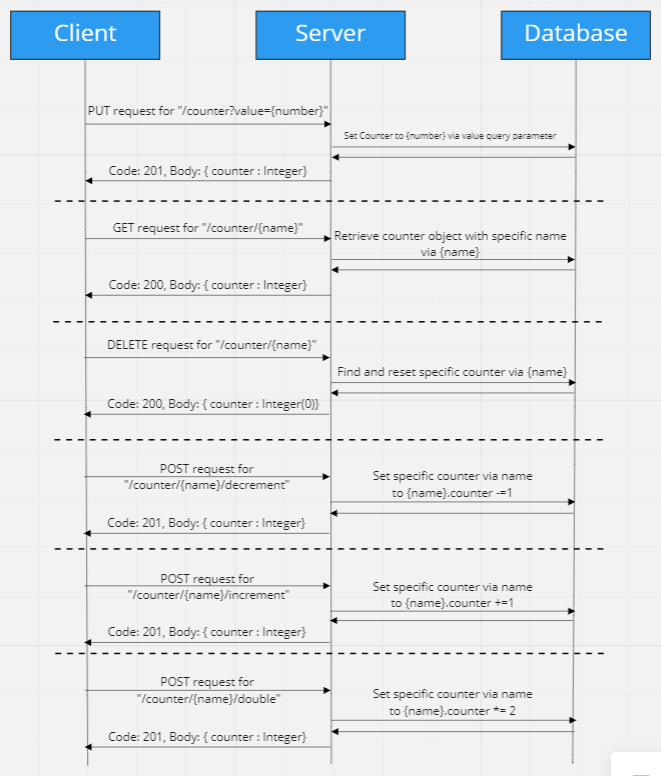 Client
Server
Database
PUT request for "/counter?value={number}"
Set Counter to {number} via value query parameter
Code: 201, Body: { counter : Integer}
GET request for "/counter/{name}"
Retrieve counter object with specific name
via {name}
Code: 200, Body: { counter : Integer}
DELETE request for "/counter/{name}"
Find and reset specific counter via {name}
Code: 200, Body: { counter : Integer(0)}
POST request for
"/counter/{name}/decrement"
Set specific counter via name
to {name}.counter -=1
Code: 201, Body: { counter : Integer}
POST request for
"/counter/{name}/increment"
Set specific counter via name
to {name}.counter +=1
Code: 201, Body: { counter : Integer}
POST request for
"/counter/{name}/double"
Set specific counter via name
to {name}.counter *= 2
Code: 201, Body: { counter : Integer}